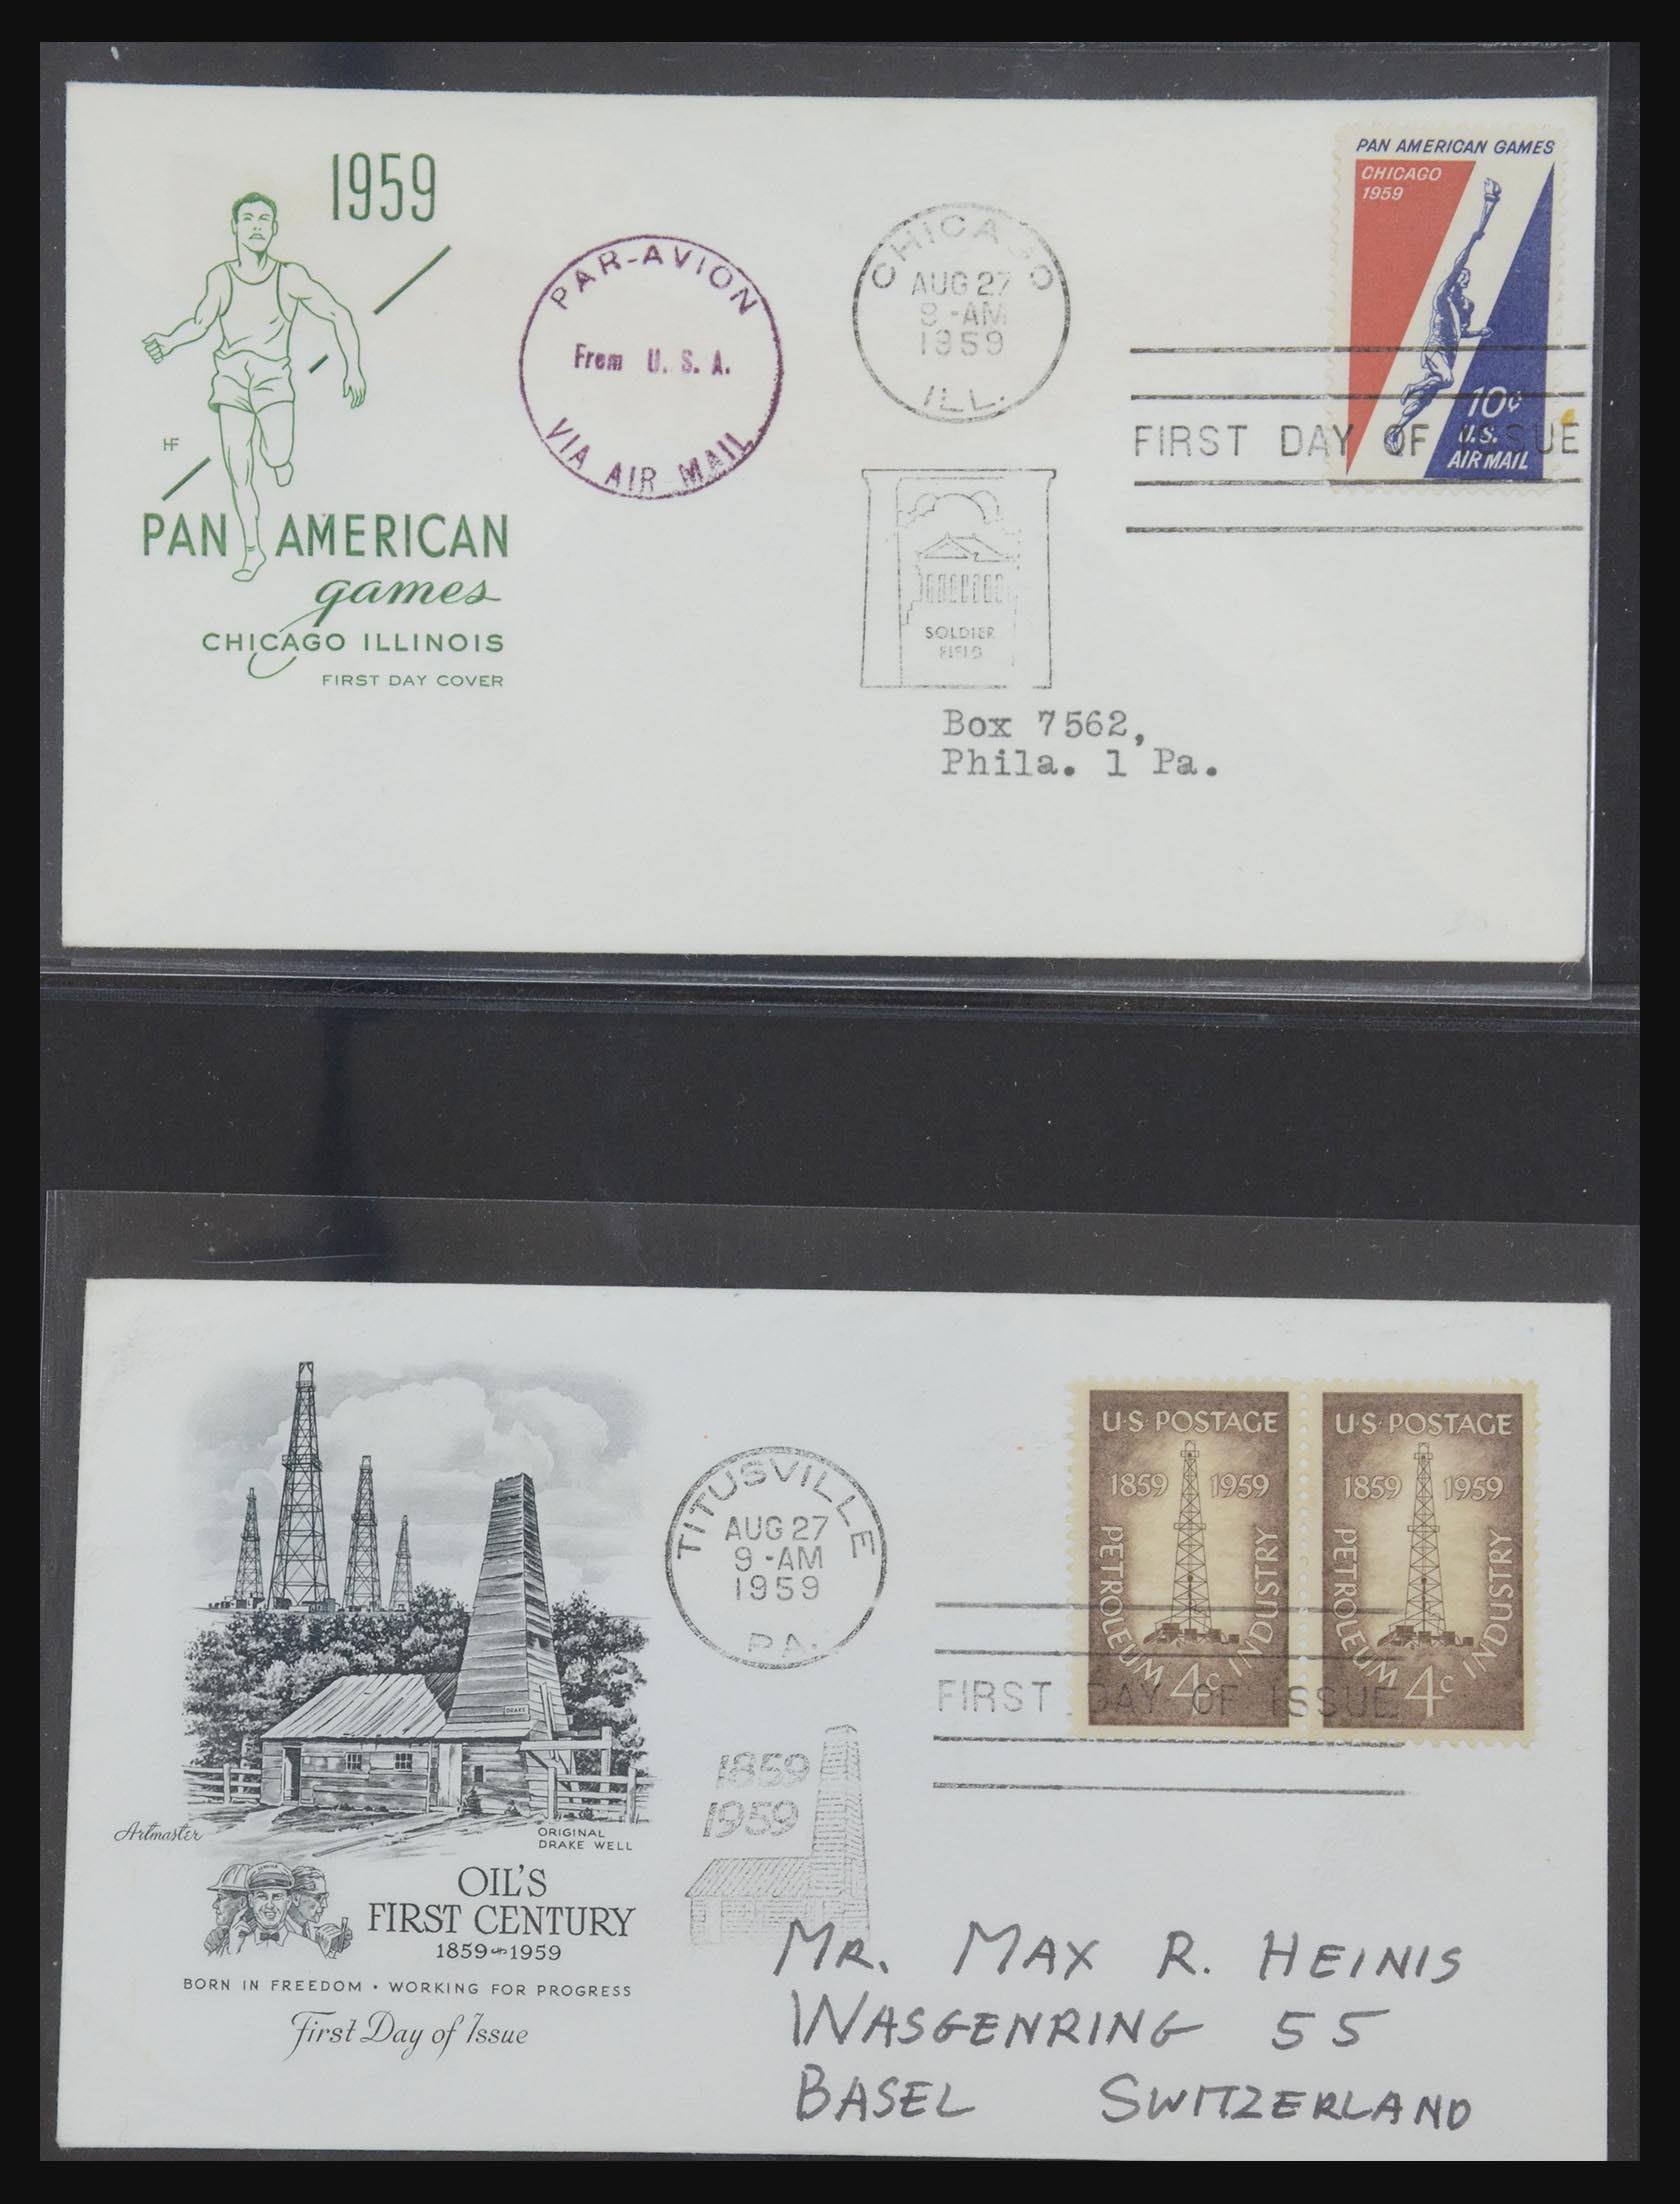 1959
PAN AMERICAN
games
CHICAGO ILLINOIS
FIRST DAY COVER
HF
PAR-AVION
From U. S. A.
VIA AIR MAIL
CHICAGO
AUG 27
1959
ILL.
SOLDIER
FIELD
PAN AMERICAN GAMES
CHICAGO
1959
10¢
U.S.
AIR MAIL
FIRST DAY OF ISSUE
Box 7562,
Phila. 1 Pa.
DRAKE
Artmaster
ORIGINAL
DRAKE WELL
OIL'S
FIRST CENTURY
1859 1959
BORN IN FREEDOM • WORKING FOR PROGRESS
First Day of Issue
TITUSVILLE
AUG 27
9 -AM
1959
PA.
1859
1959
U·S·POSTAGE
1859 1959
PETROLEUM INDUSTRY
4c
U·S·POSTAGE
1859 1959
PETROLEUM INDUSTRY
4c
FIRST DAY OF ISSUE
MR. MAX R. HEINIS
WASGENRING 55
BASEL SWITZERLAND